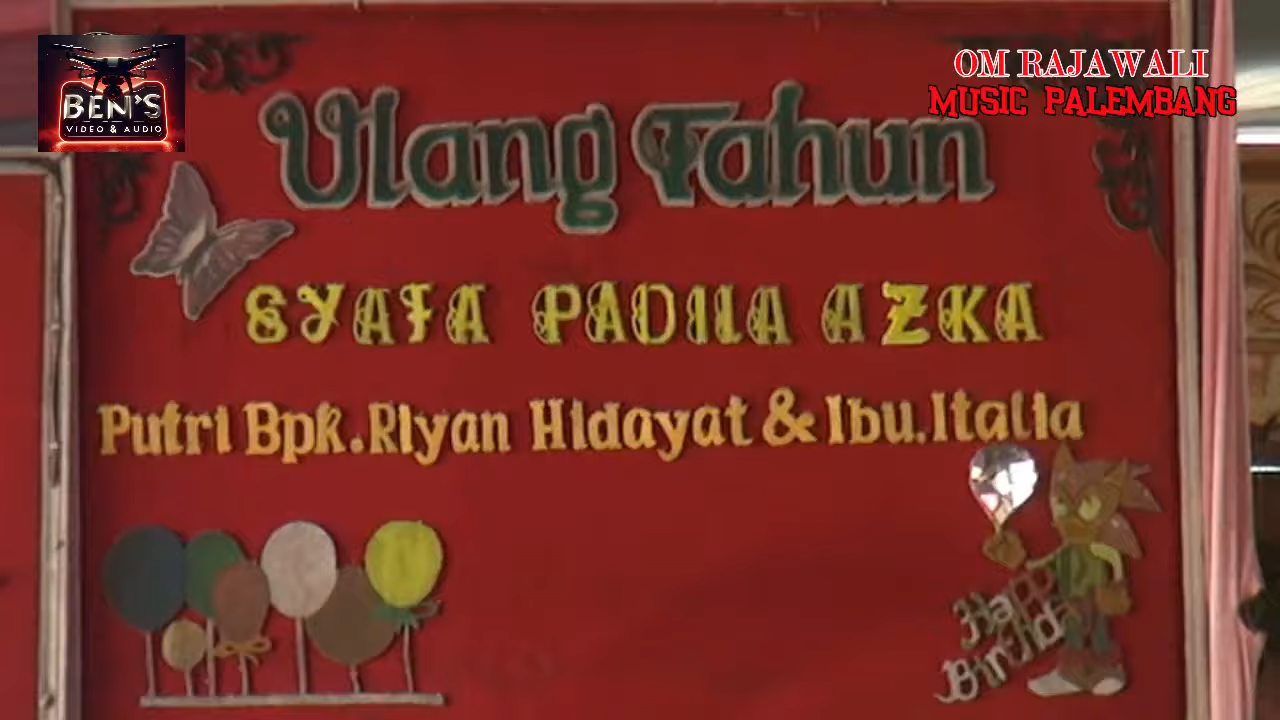 BEN'S
VIDEO & AUDIO
OM RAJAWALI
MUSIC PALEMBANG
Ulang Tahun
SYAFA PADILA AZKA
Putri Bpk.Riyan Hidayat & Ibu.Italia
Happy
Birthday